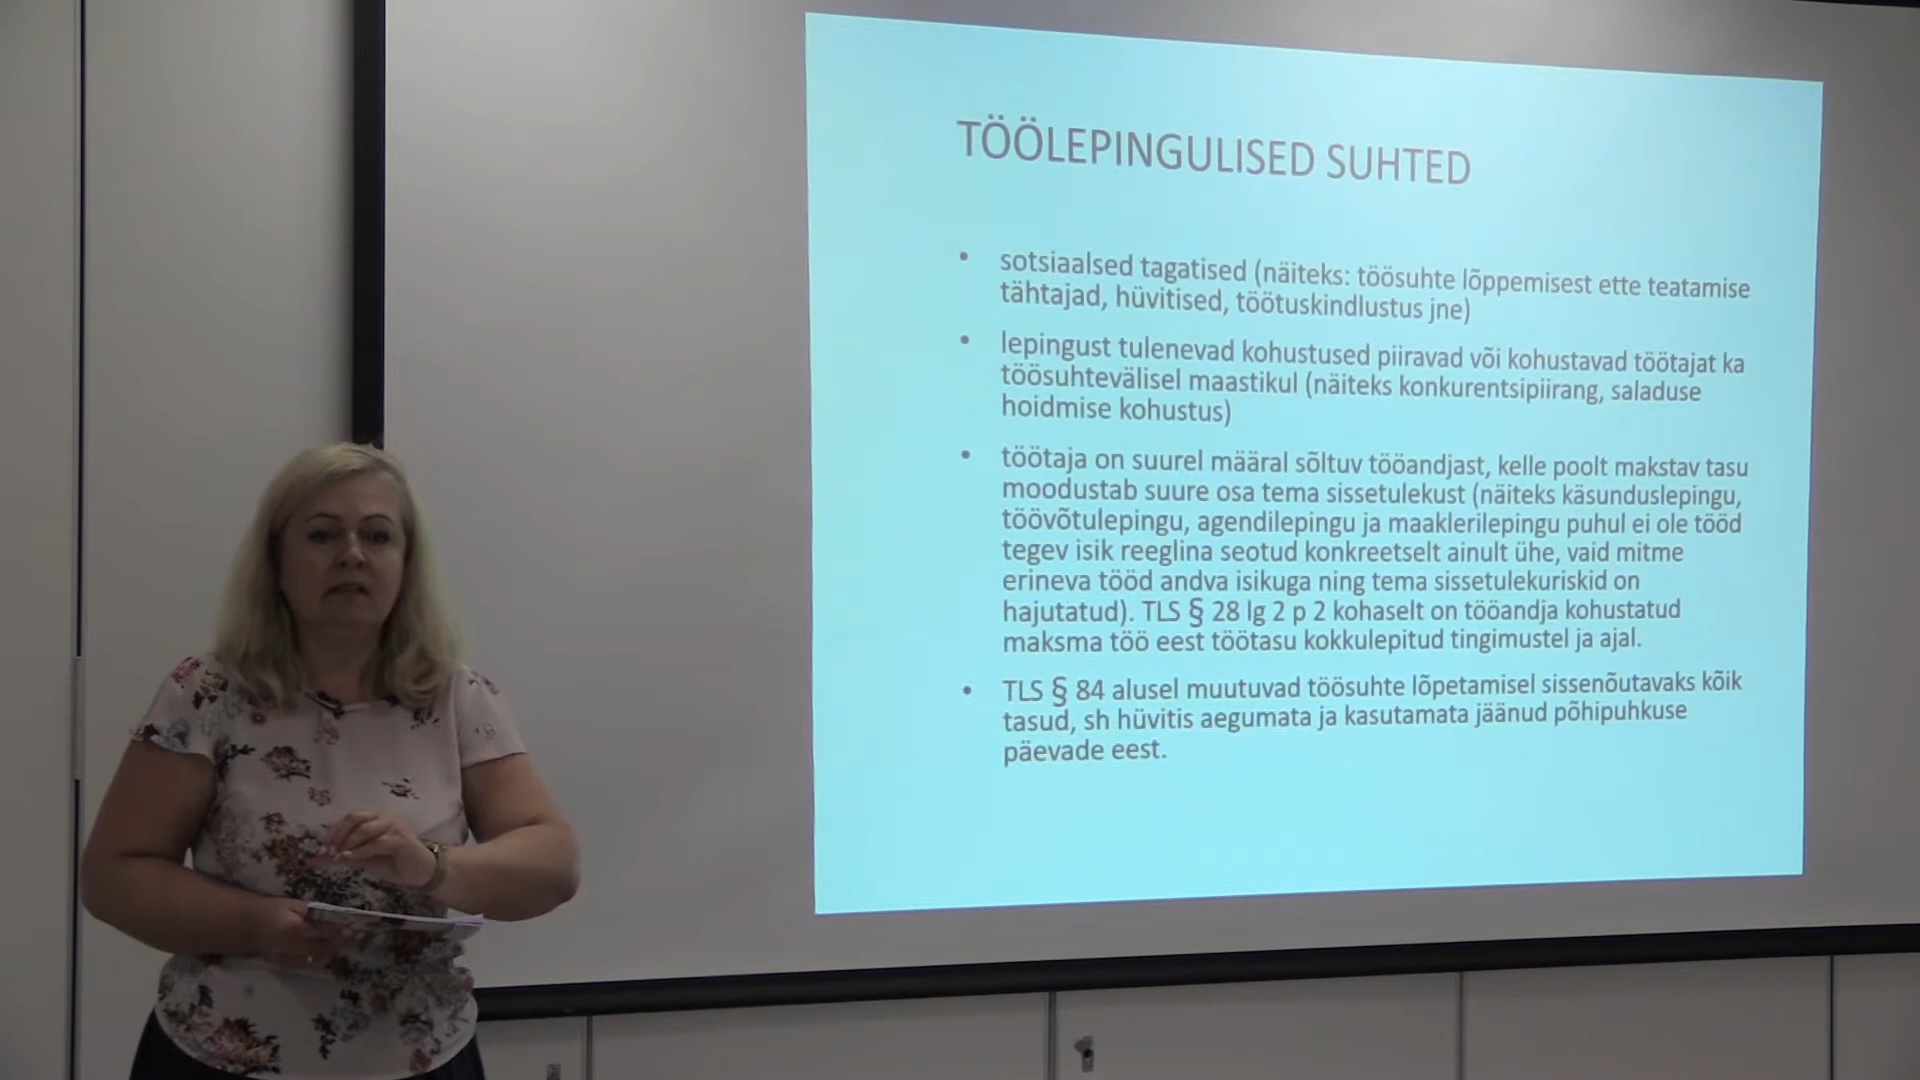 TÖÖLEPINGULISED SUHTED
• sotsiaalsed tagatised (näiteks: töösuhte lõppemisest ette teatamise
tähtajad, hüvitised, töötuskindlustus jne)
• lepingust tulenevad kohustused piiravad või kohustavad töötajat ka
töösuhtevälisel maastikul (näiteks konkurentsipiirang, saladuse
hoidmise kohustus)
• töötaja on suurel määral sõltuv tööandjast, kelle poolt makstav tasu
moodustab suure osa tema sissetulekust (näiteks käsunduslepingu,
töövõtulepingu, agendilepingu ja maaklerilepingu puhul ei ole tööd
tegev isik reeglina seotud konkreetselt ainult ühe, vaid mitme
erineva tööd andva isikuga ning tema sissetulekuriskid on
hajutatud). TLS § 28 lg 2 p 2 kohaselt on tööandja kohustatud
maksma töö eest töötasu kokkulepitud tingimustel ja ajal.
• TLS § 84 alusel muutuvad töösuhte lõpetamisel sissenõutavaks kõik
tasud, sh hüvitis aegumata ja kasutamata jäänud põhipuhkuse
päevade eest.